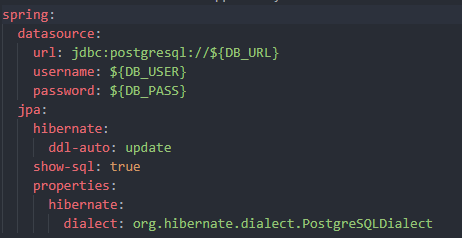 spring:
  datasource:
    url: jdbc:postgresql://${DB_URL}
    username: ${DB_USER}
    password: ${DB_PASS}
  jpa:
    hibernate:
      ddl-auto: update
    show-sql: true
    properties:
      hibernate:
        dialect: org.hibernate.dialect.PostgreSQLDialect